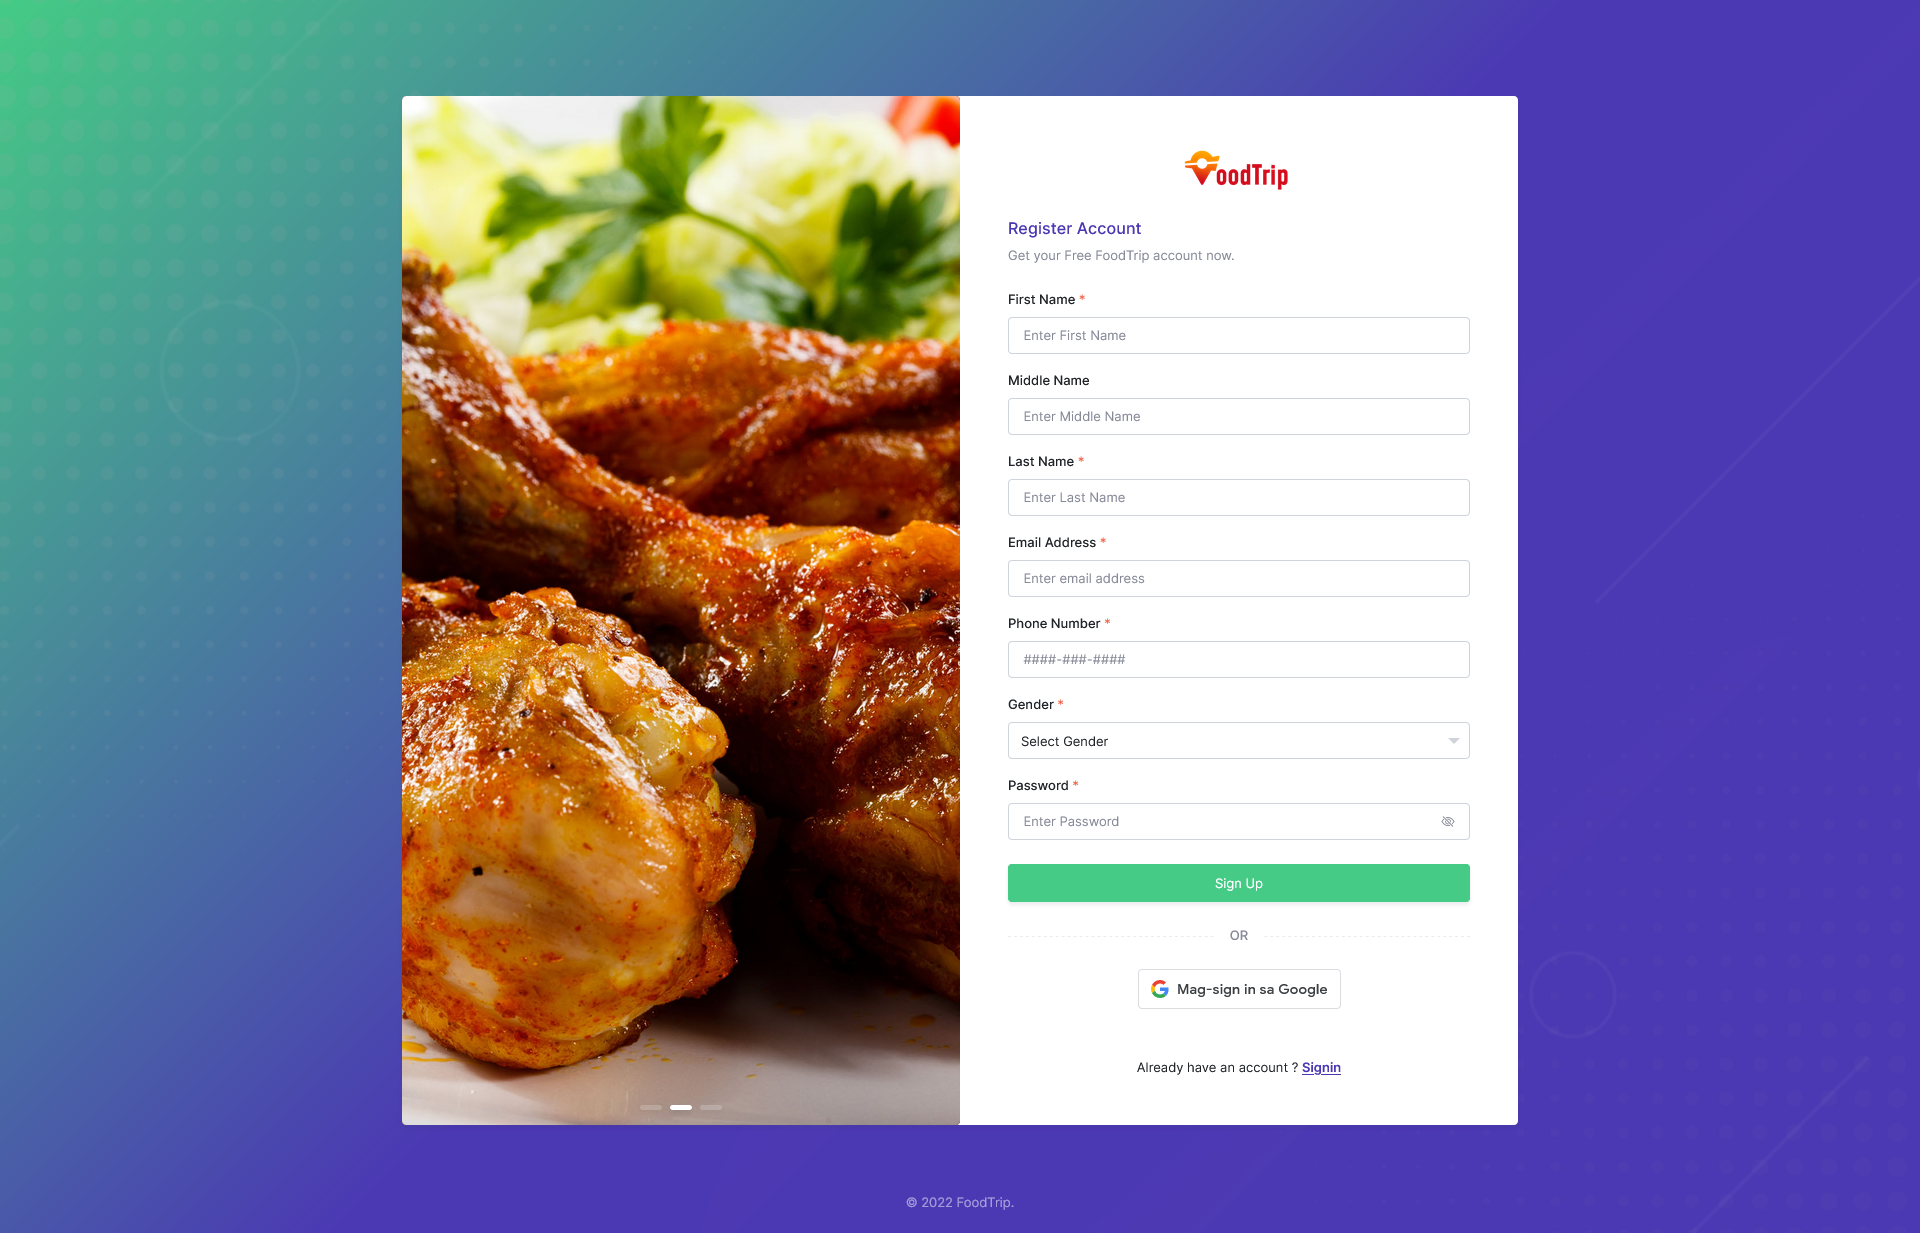 FoodTrip
Register Account
Get your Free FoodTrip account now.
First Name *
Enter First Name
Middle Name
Enter Middle Name
Last Name *
Enter Last Name
Email Address *
Enter email address
Phone Number *
####-###-####
Gender *
Select Gender
Password *
Enter Password
Sign Up
OR
Mag-sign in sa Google
Already have an account ? Signin
© 2022 FoodTrip.